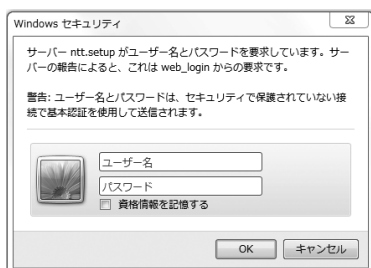 Windows セキュリティ
サーバー ntt.setup がユーザー名とパスワードを要求しています。サー
バーの報告によると、これは web_login からの要求です。
警告: ユーザー名とパスワードは、セキュリティで保護されていない接
続で基本認証を使用して送信されます。
ユーザー名
パスワード
資格情報を記憶する
OK キャンセル